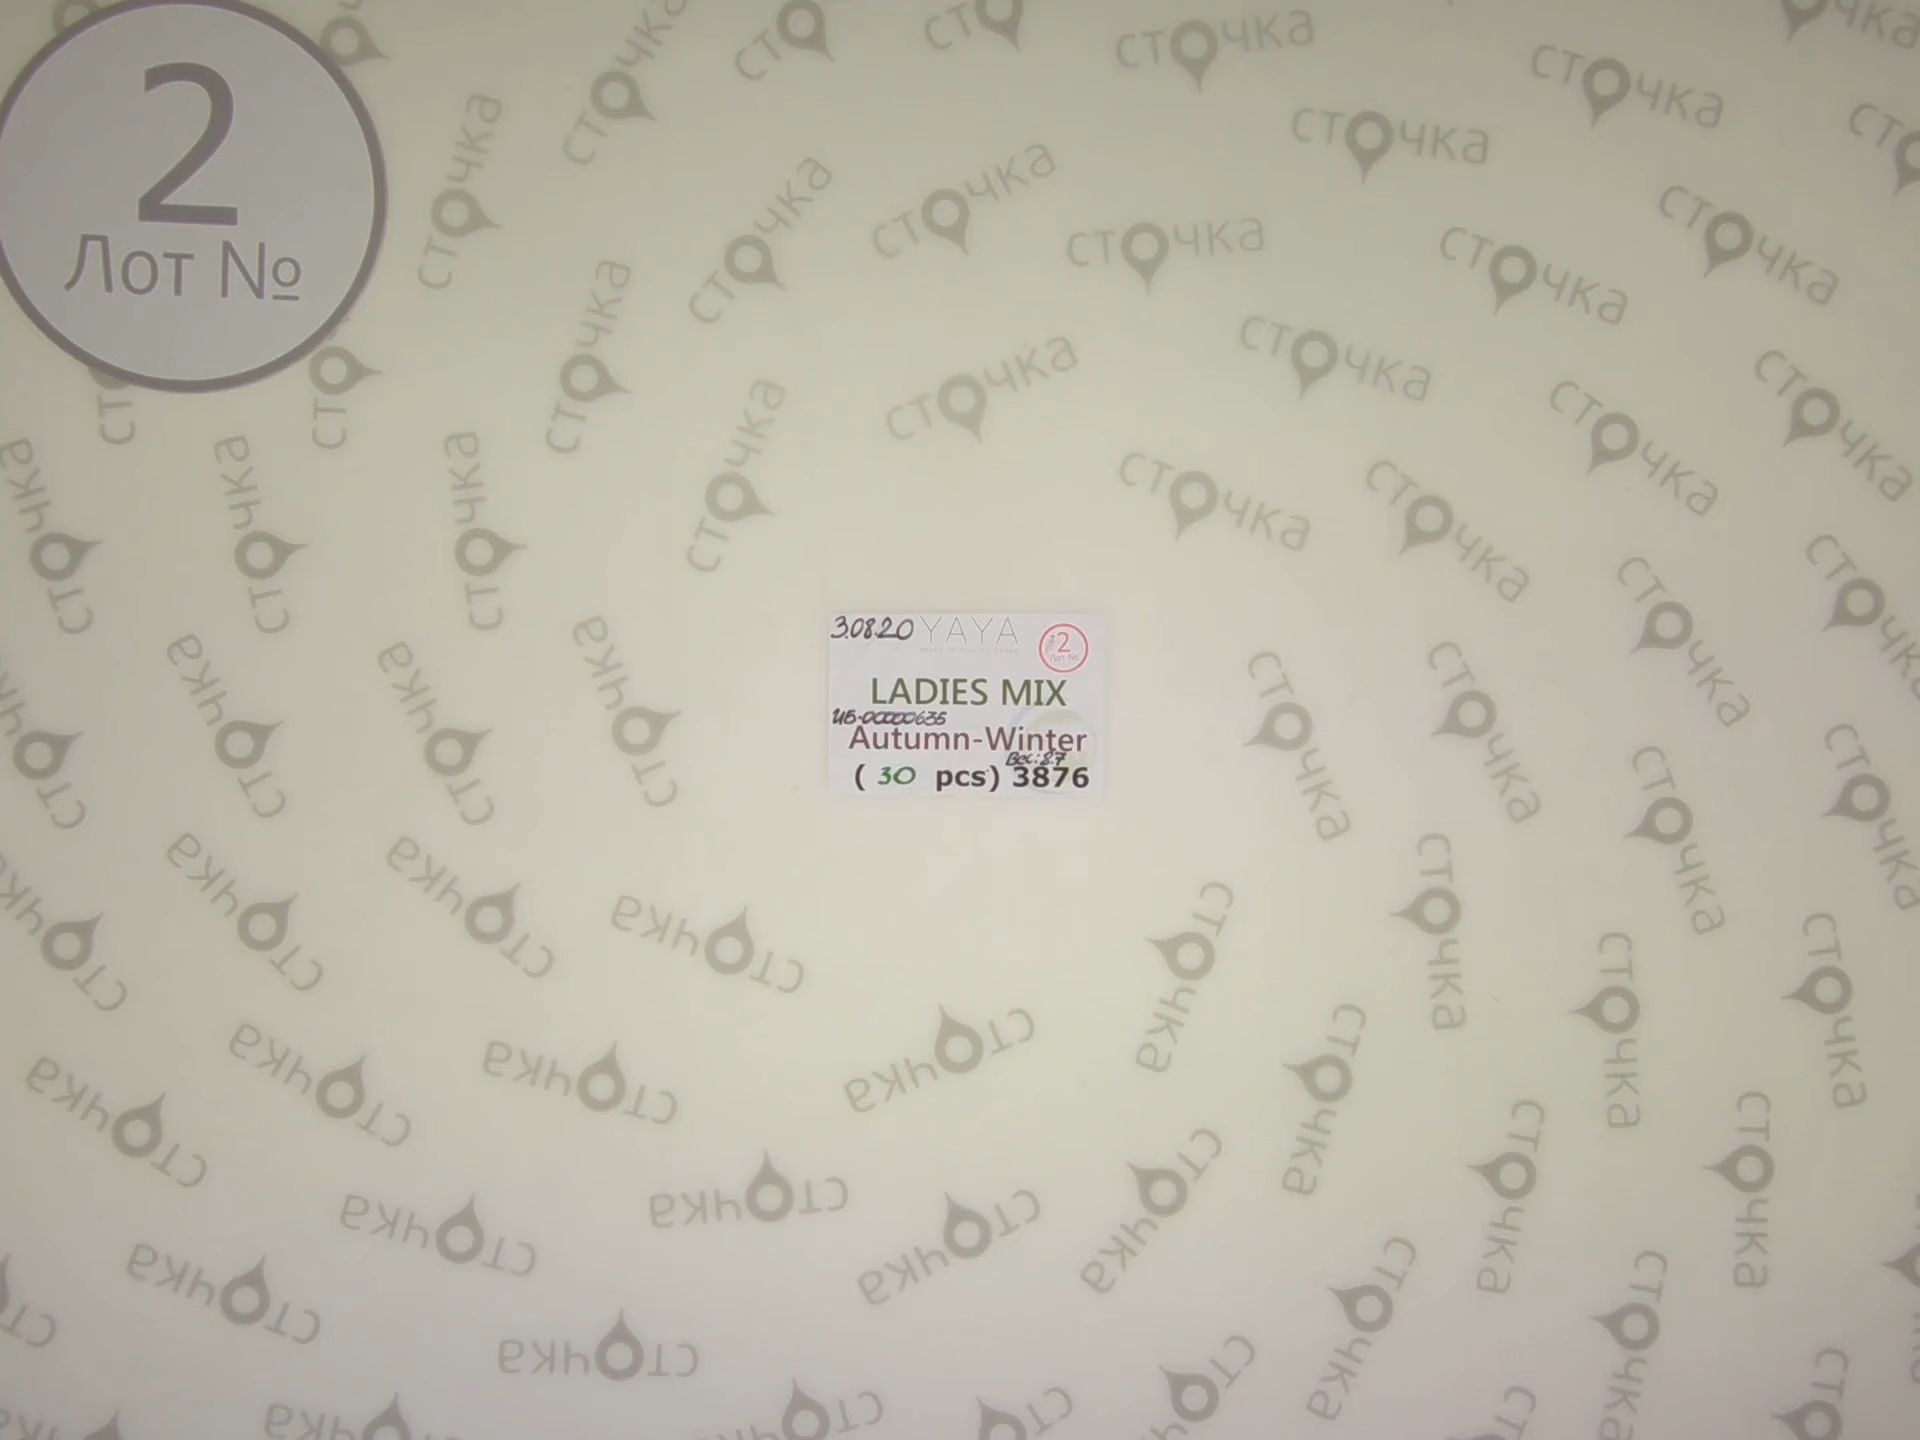 2
Лот №
3.08.20 YAYA
2
Лот №
LADIES MIX
ИБ-00000635
Autumn-Winter
Вес: 8.7
( 30 pcs) 3876
сточка